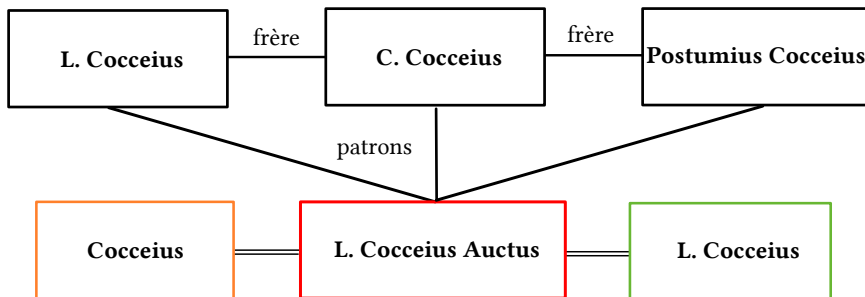 frère
frère
L. Cocceius
C. Cocceius
Postumius Cocceius
patrons
Cocceius
L. Cocceius Auctus
L. Cocceius